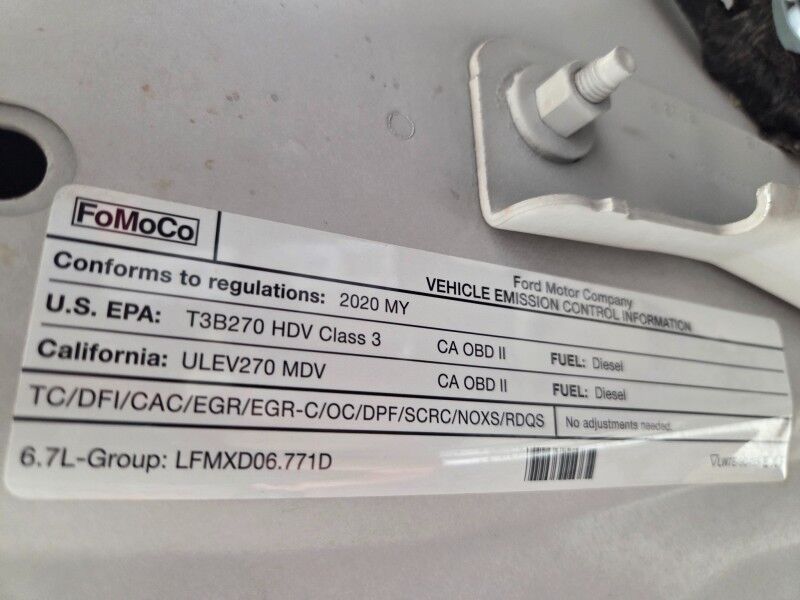 FoMoCo
Ford Motor Company
VEHICLE EMISSION CONTROL INFORMATION
Conforms to regulations: 2020 MY
U.S. EPA: T3B270 HDV Class 3 CA OBD II FUEL: Diesel
California: ULEV270 MDV CA OBD II FUEL: Diesel
TC/DFI/CAC/EGR/EGR-C/OC/DPF/SCRC/NOXS/RDQS No adjustments needed.
6.7L-Group: LFMXD06.771D